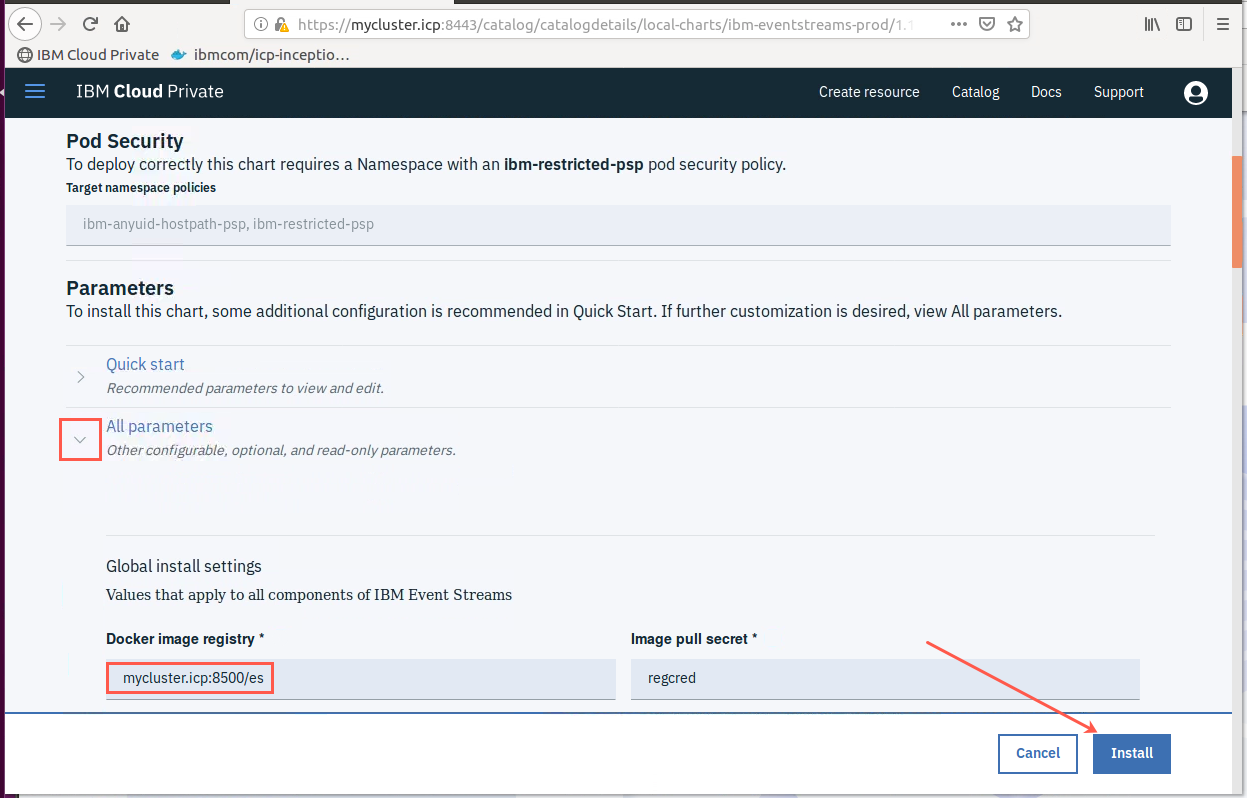 https://mycluster.icp:8443/catalog/catalogdetails/local-charts/ibm-eventstreams-prod/1.1
IBM Cloud Private
ibmcom/icp-inceptio…
IBM Cloud Private
Create resource
Catalog
Docs
Support
Pod Security
To deploy correctly this chart requires a Namespace with an ibm-restricted-psp pod security policy.
Target namespace policies
ibm-anyuid-hostpath-psp, ibm-restricted-psp
Parameters
To install this chart, some additional configuration is recommended in Quick Start. If further customization is desired, view All parameters.
Quick start
Recommended parameters to view and edit.
All parameters
Other configurable, optional, and read-only parameters.
Global install settings
Values that apply to all components of IBM Event Streams
Docker image registry *
Image pull secret *
mycluster.icp:8500/es
regcred
Cancel
Install